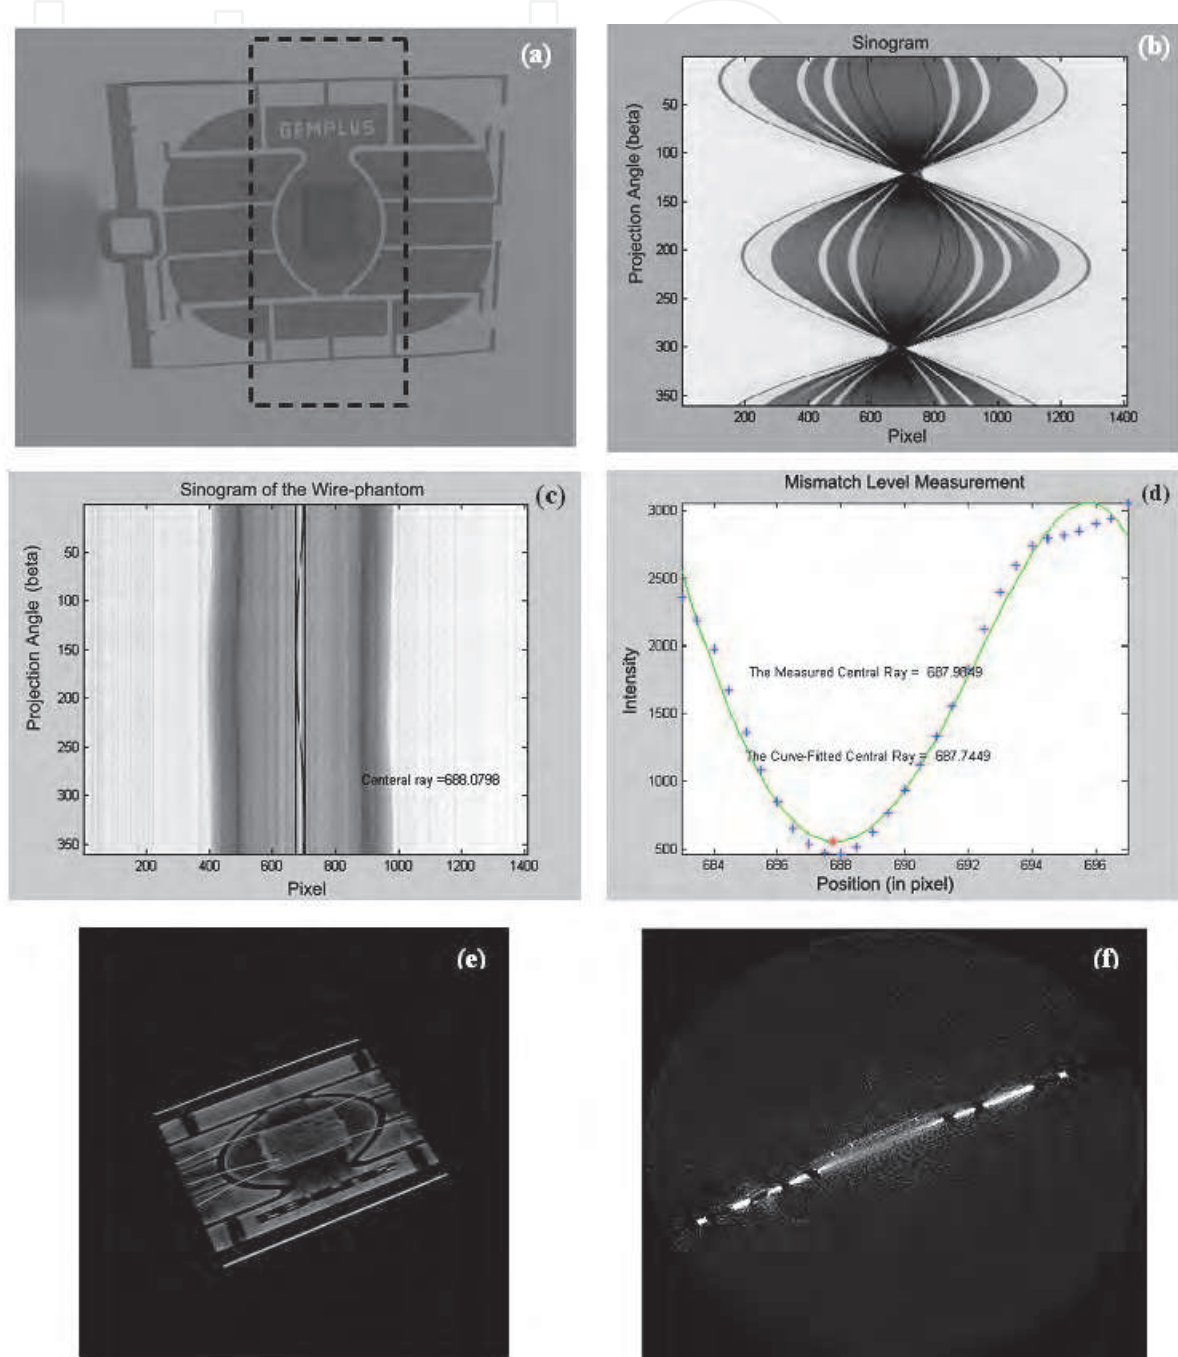 (a)
GEMPLUS
Sinogram
(b)
Projection Angle (beta)
50
100
150
200
250
300
350
200
400
600
800
1000
1200
1400
Pixel
Sinogram of the Wire-phantom
(c)
Projection Angle (beta)
50
100
150
200
250
300
350
Centeral ray =688.0798
200
400
600
800
1000
1200
1400
Pixel
Mismatch Level Measurement
(d)
Intensity
3000
2500
2000
1500
1000
500
The Measured Central Ray = 687.9849
The Curve-Fitted Central Ray = 687.7449
684
686
688
690
692
694
696
Position (in pixel)
(e)
(f)